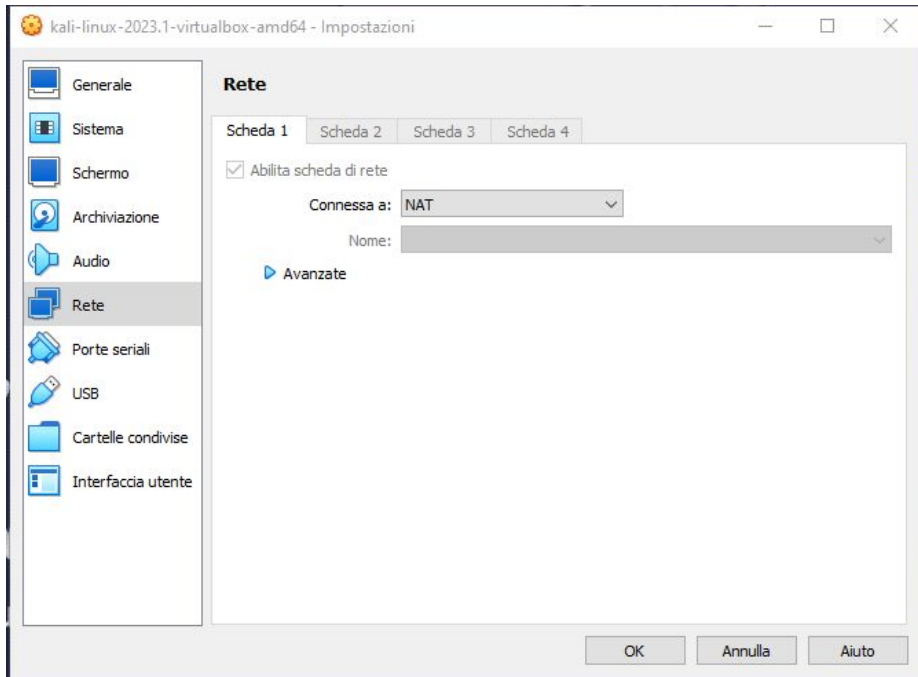 kali-linux-2023.1-virtualbox-amd64 - Impostazioni
Generale
Sistema
Schermo
Archiviazione
Audio
Rete
Porte seriali
USB
Cartelle condivise
Interfaccia utente
Rete
Scheda 1 Scheda 2 Scheda 3 Scheda 4
Abilita scheda di rete
Connessa a: NAT
Nome:
Avanzate
OK Annulla Aiuto